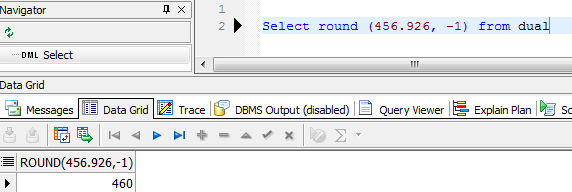 Navigator
DML Select
1
2 Select round (456.926, -1) from dual
Data Grid
Messages Data Grid Trace DBMS Output (disabled) Query Viewer Explain Plan Sc
ROUND(456.926,-1)
460